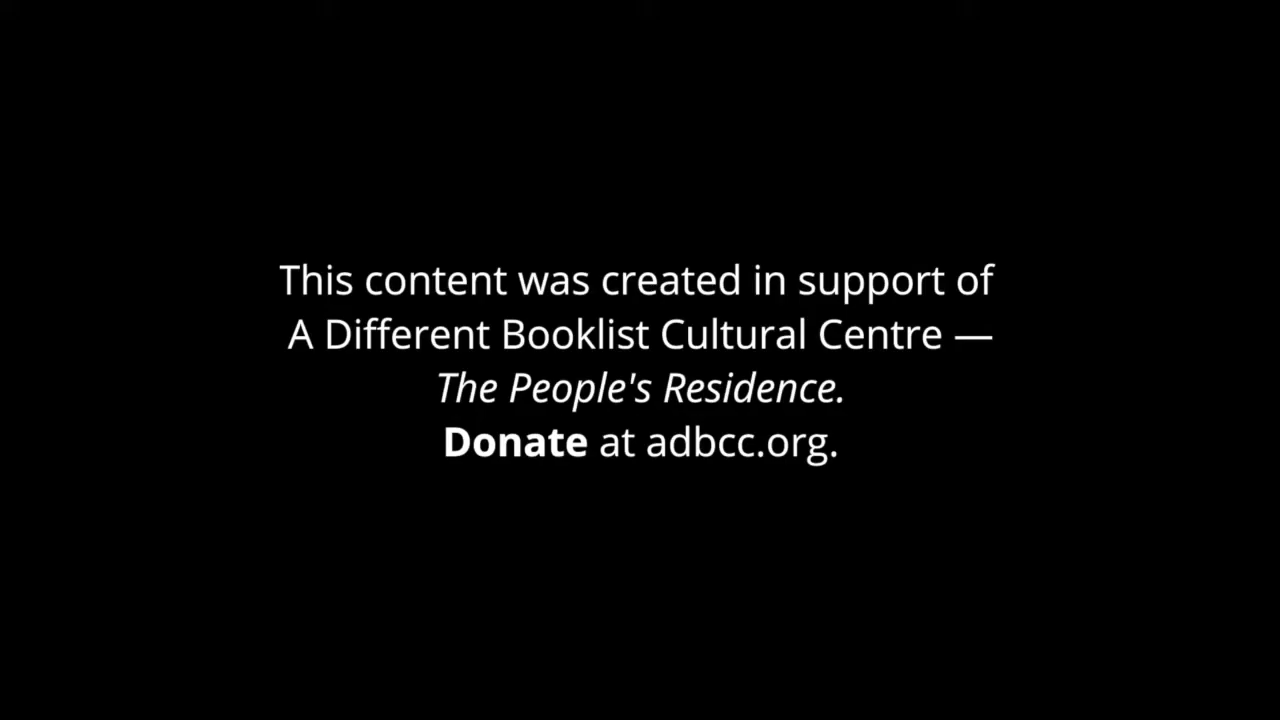 This content was created in support of
A Different Booklist Cultural Centre —
The People's Residence.
Donate at adbcc.org.